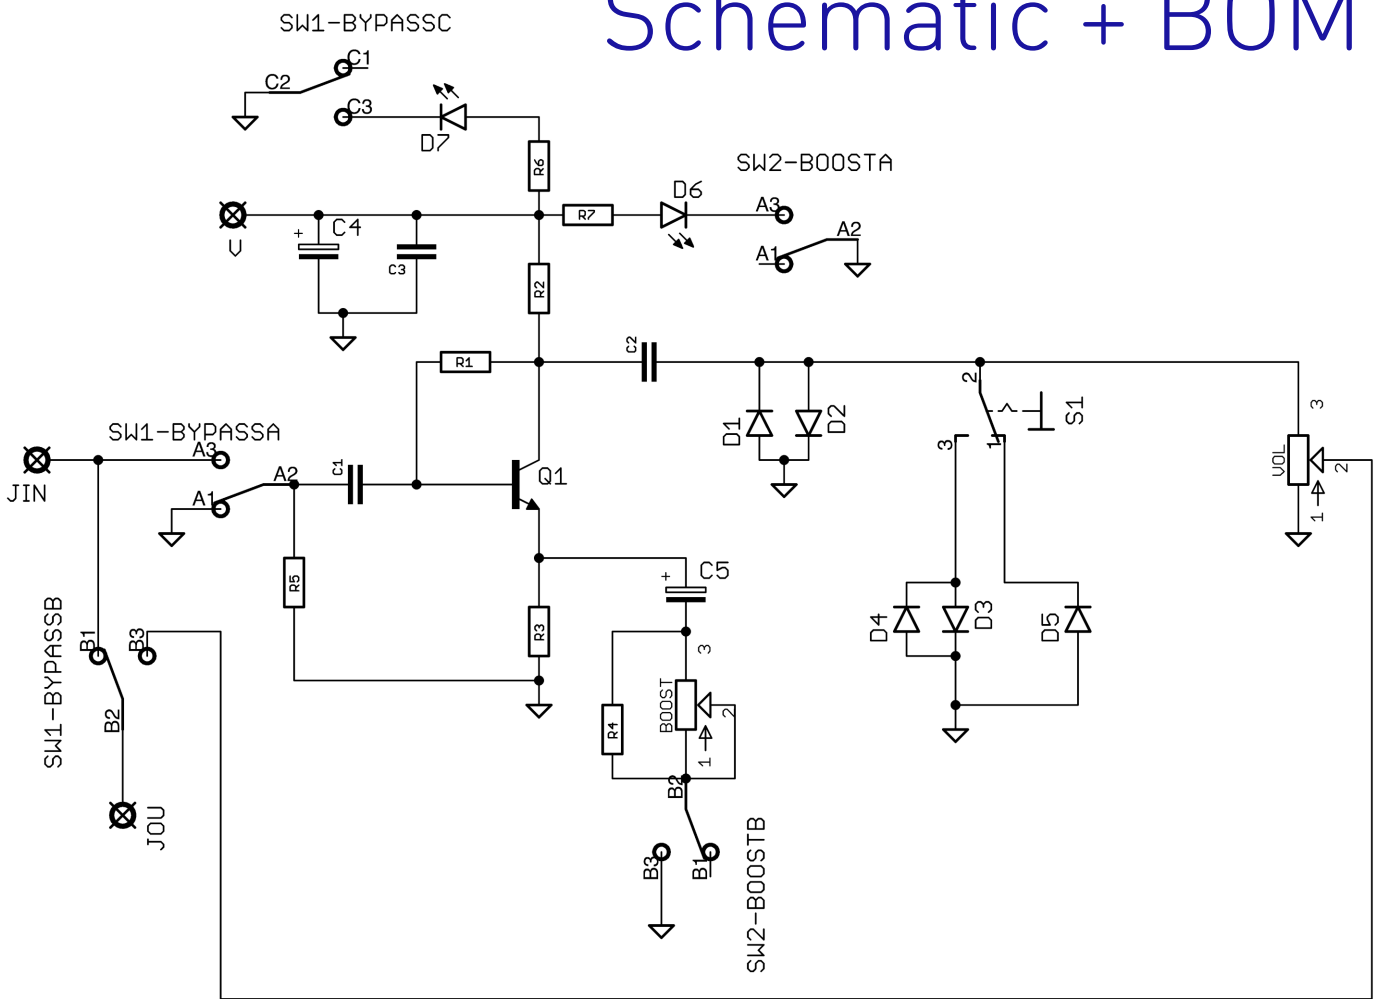 Schematic + BOM
SW1-BYPASSC
C1
C2
C3
D7
R6
SW2-BOOSTA
D6
A3
R7
A2
A1
V
+
C4
C3
R2
R1
C2
D1
D2
2
S1
3
1
3
VOL
2
1
SW1-BYPASSA
A3
JIN
A2
A1
C1
Q1
R5
R3
+
C5
3
BOOST
2
1
R4
B2
B3
B1
SW2-BOOSTB
D4
D3
D5
SW1-BYPASSB
B1
B3
B2
JOU